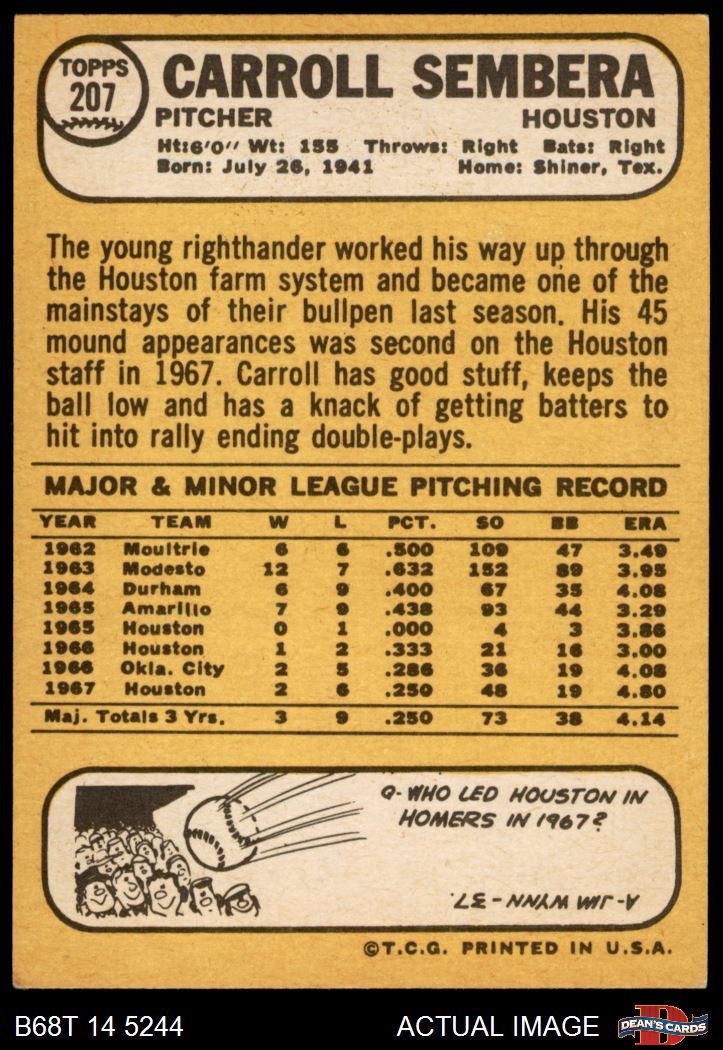 TOPPS
207
CARROLL SEMBERA
PITCHER HOUSTON
Ht:6'0" Wt: 155 Throws: Right Bats: Right
Born: July 26, 1941 Home: Shiner, Tex.
The young righthander worked his way up through
the Houston farm system and became one of the
mainstays of their bullpen last season. His 45
mound appearances was second on the Houston
staff in 1967. Carroll has good stuff, keeps the
ball low and has a knack of getting batters to
hit into rally ending double-plays.
MAJOR & MINOR LEAGUE PITCHING RECORD
YEAR TEAM W L PCT. SO BB ERA
1962 Moultrie 6 6 .500 109 47 3.49
1963 Modesto 12 7 .632 152 89 3.95
1964 Durham 6 9 .400 67 35 4.08
1965 Amarillo 7 9 .438 93 44 3.29
1965 Houston 0 1 .000 4 3 3.86
1966 Houston 1 2 .333 21 16 3.00
1966 Okla. City 2 5 .286 36 19 4.08
1967 Houston 2 6 .250 48 19 4.80
Maj. Totals 3 Yrs. 3 9 .250 73 38 4.14
Q- WHO LED HOUSTON IN
HOMERS IN 1967?
A- JIM WYNN - 37.
©T.C.G. PRINTED IN U.S.A.
B68T 14 5244 ACTUAL IMAGE
D
DEAN'S CARDS